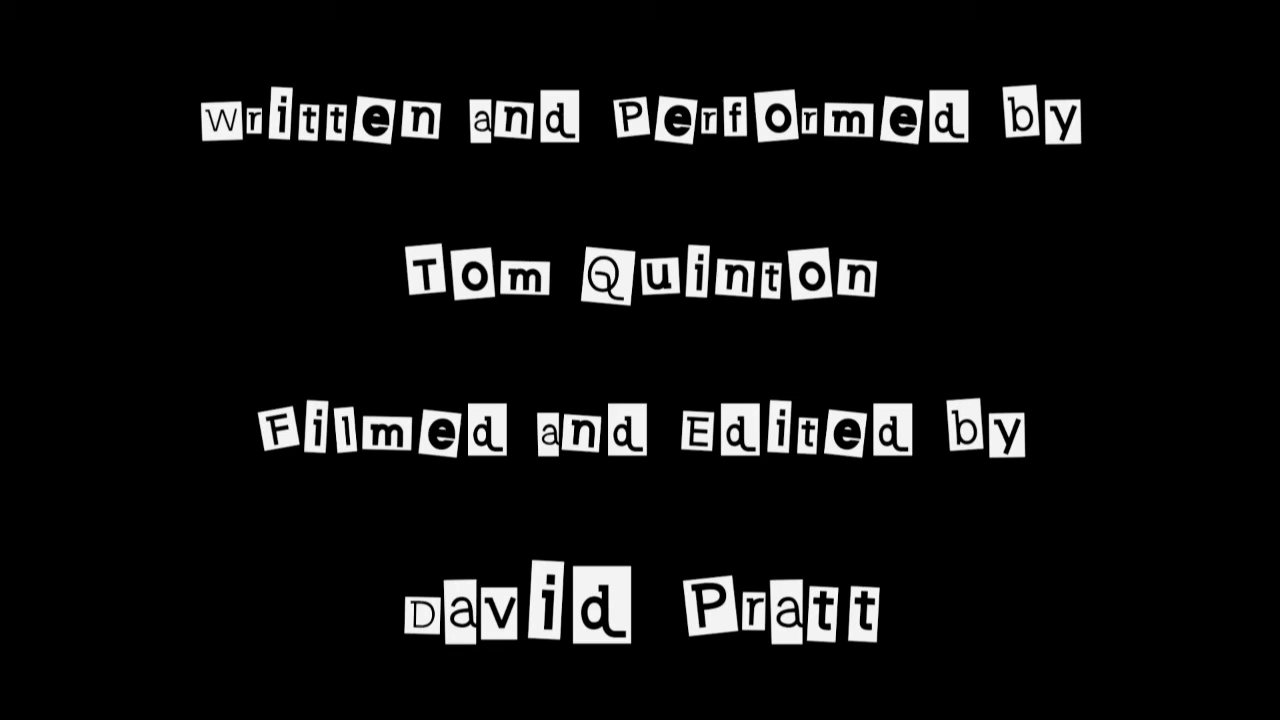 Written and Performed by
Tom Quinton
Filmed and Edited by
David Pratt